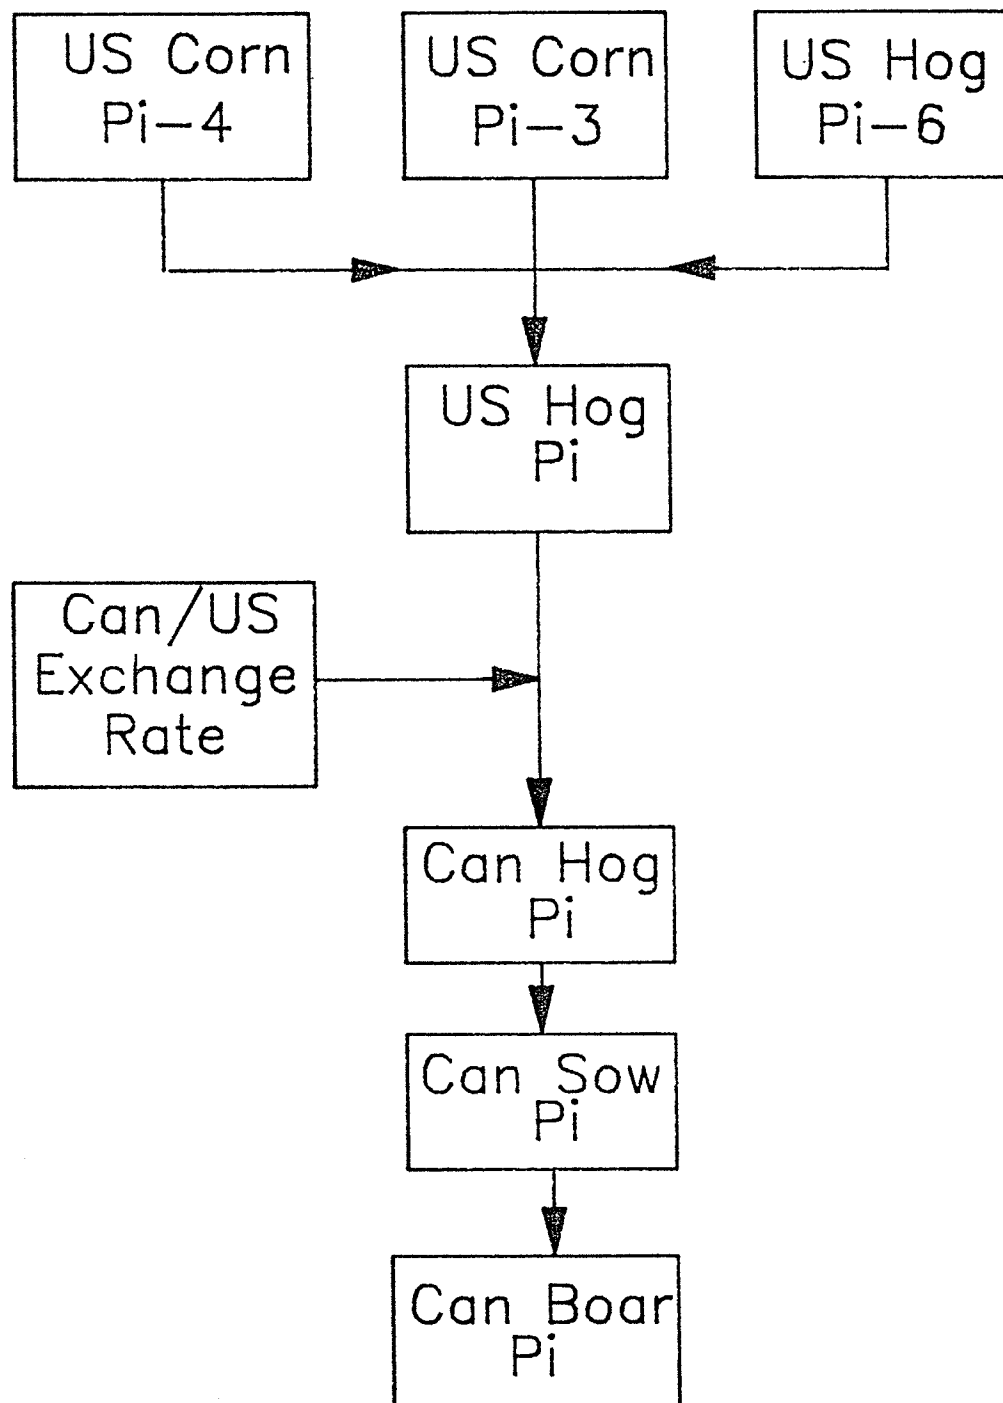 US Corn
Pi-4
US Corn
Pi-3
US Hog
Pi-6
US Hog
Pi
Can/US
Exchange
Rate
Can Hog
Pi
Can Sow
Pi
Can Boar
Pi